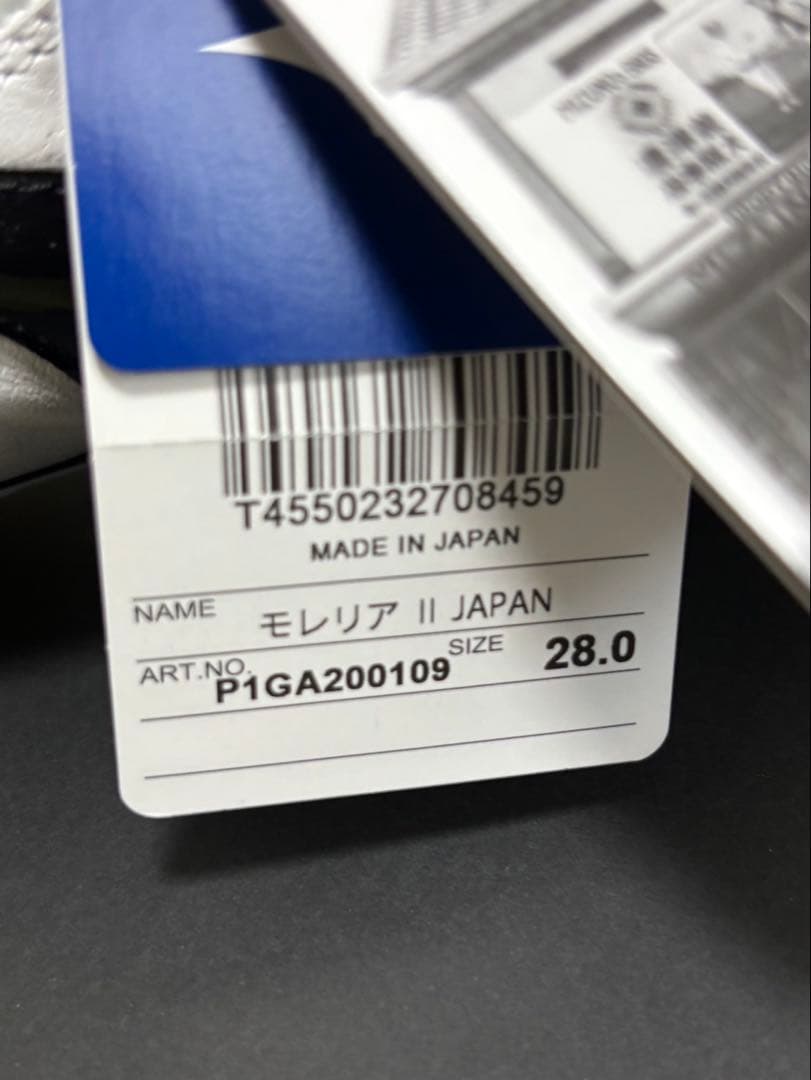 T4550232708459
MADE IN JAPAN
NAME モレリア II JAPAN
ART.NO. P1GA200109 SIZE 28.0